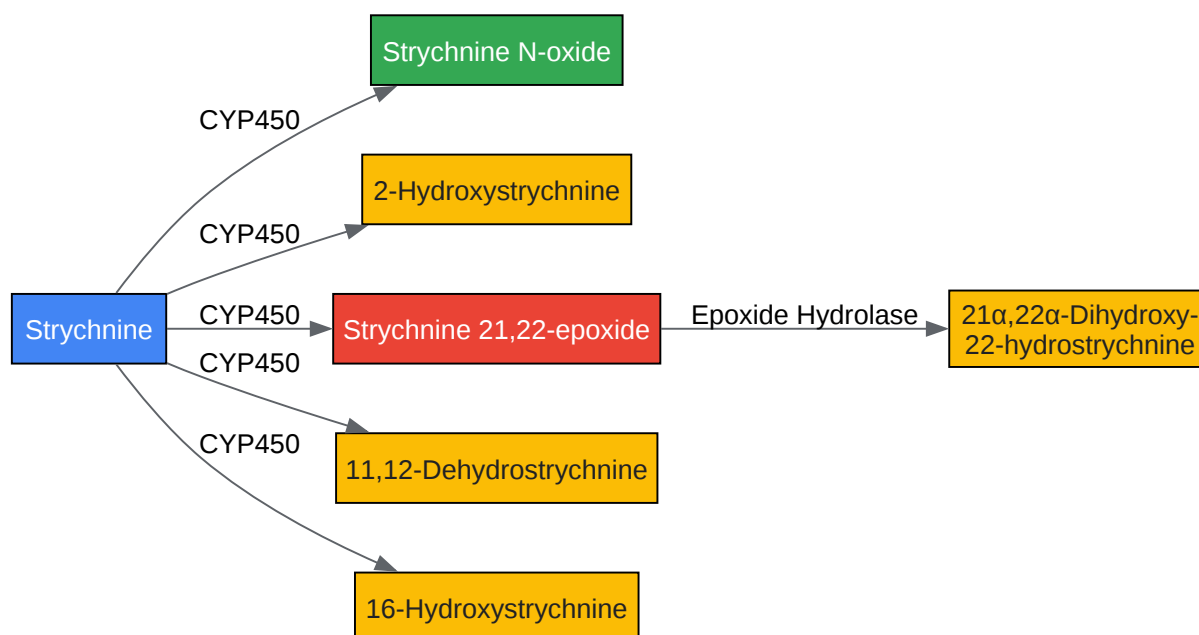 Strychnine N-oxide
CYP450
2-Hydroxystrychnine
CYP450
Strychnine
CYP450
Strychnine 21,22-epoxide
Epoxide Hydrolase
21α,22α-Dihydroxy-
22-hydrostrychnine
CYP450
11,12-Dehydrostrychnine
CYP450
16-Hydroxystrychnine